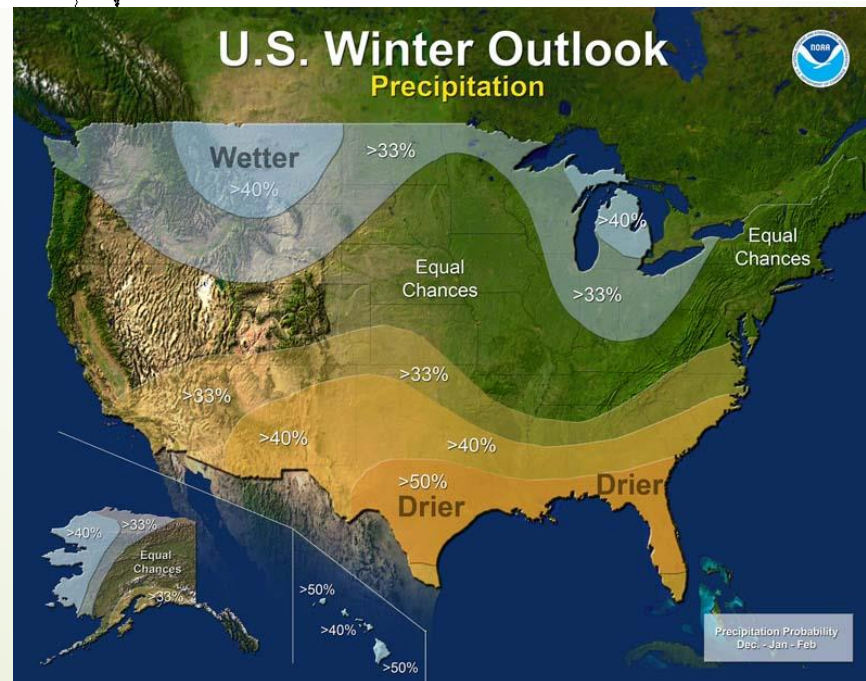 U.S. Winter Outlook
Precipitation
NOAA
Wetter
>40%
>33%
>40%
>33%
Equal
Chances
Equal
Chances
>33%
>33%
>40%
>40%
>50%
Drier
Drier
>40%
>33%
Equal
Chances
>33%
>50%
>40%
>50%
Precipitation Probability
Dec. - Jan - Feb